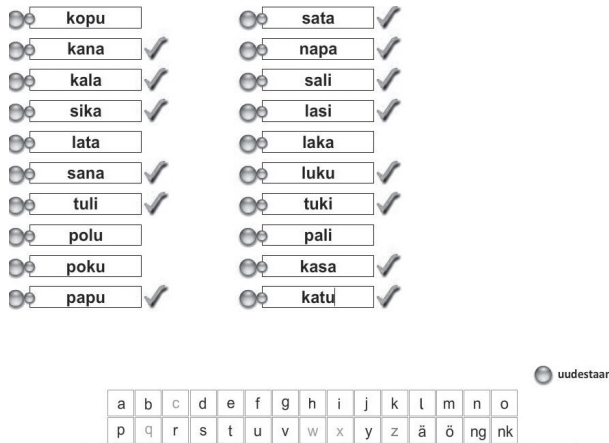 kopu sata
kana napa
kala sali
sika lasi
lata laka
sana luku
tuli tuki
polu pali
poku kasa
papu katu
uudestaan
a b c d e f g h i j k l m n o
p q r s t u v w x y z ä ö ng nk